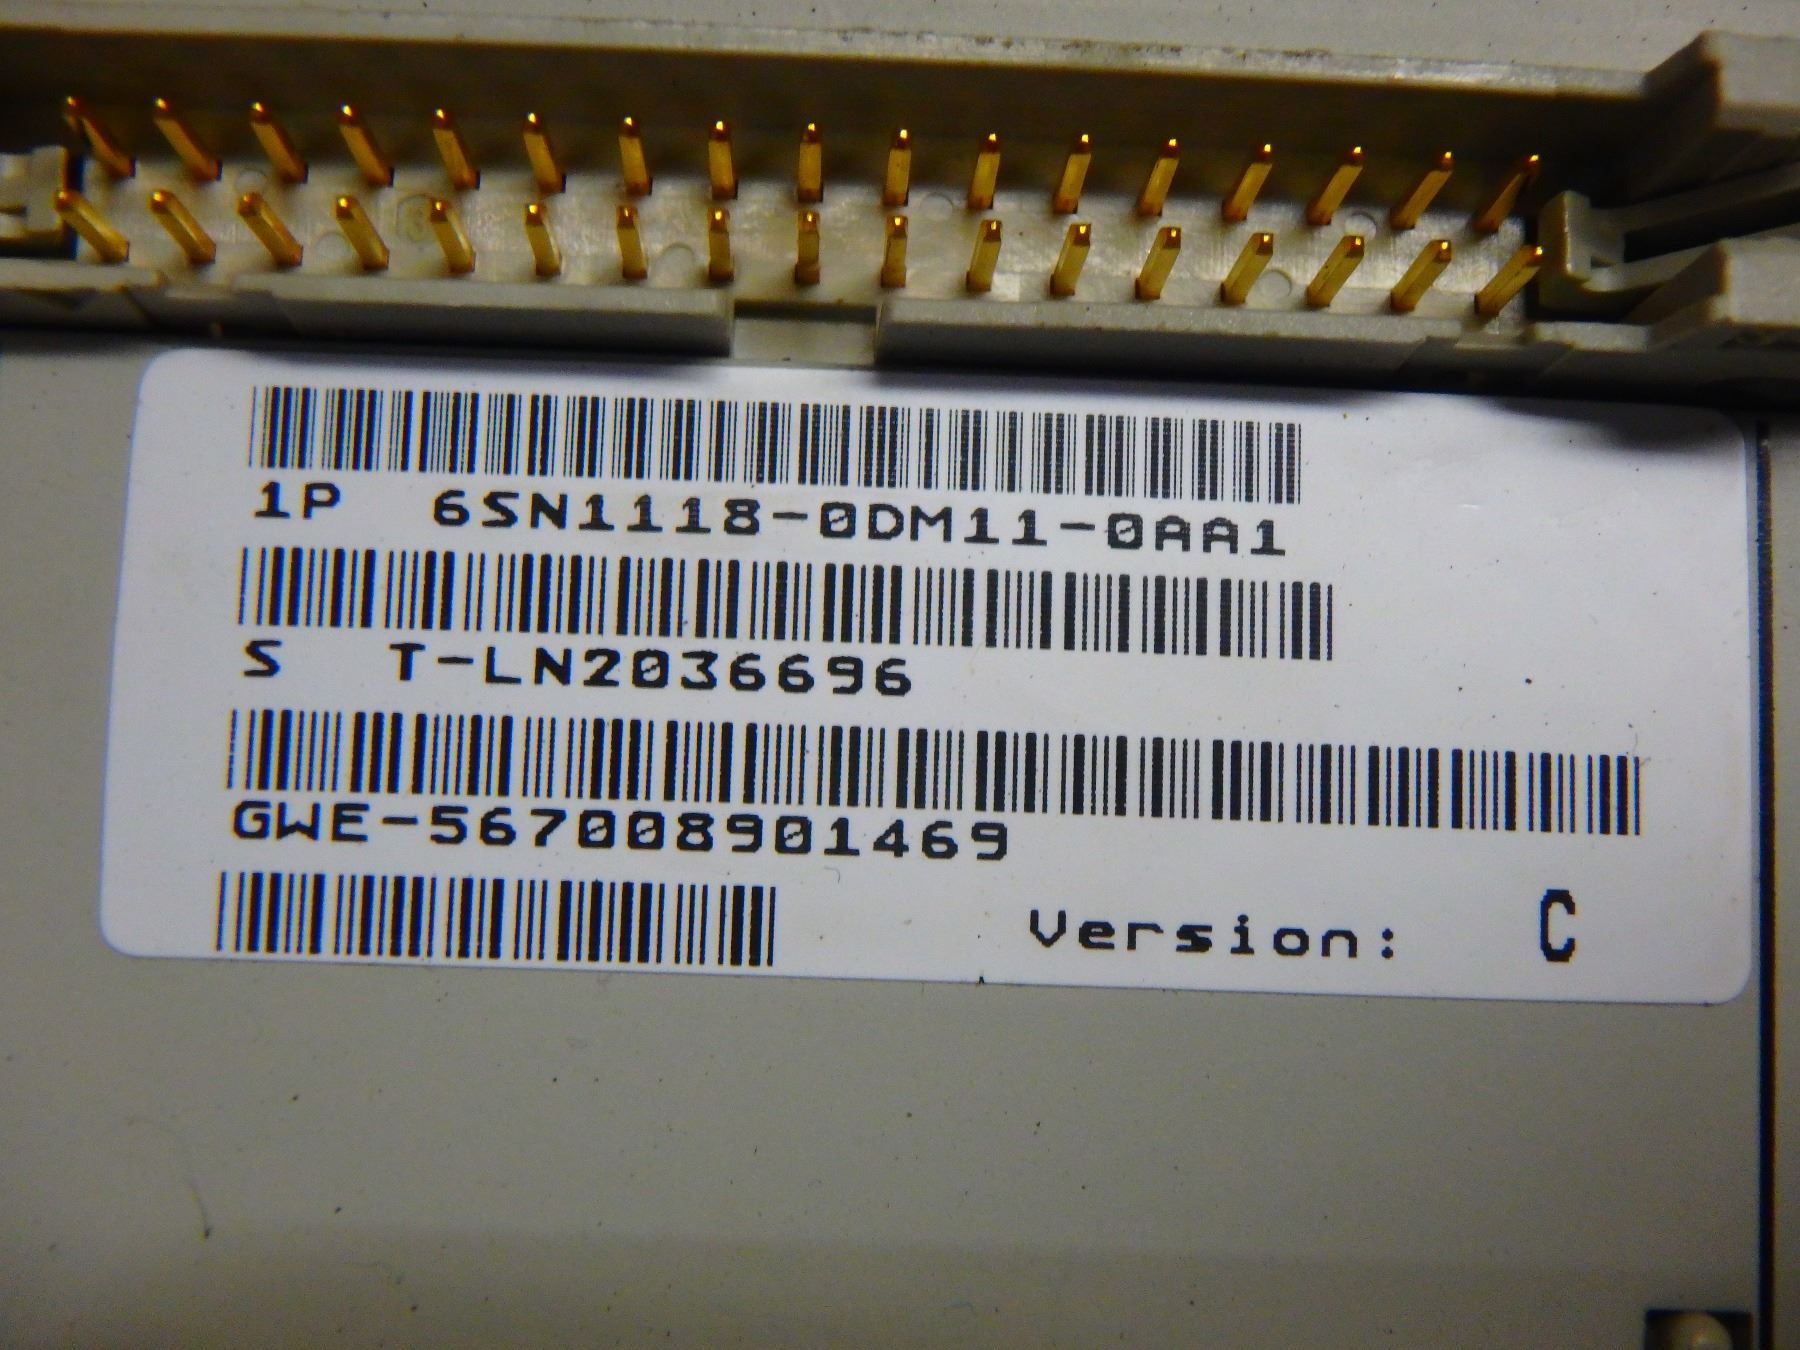 1P 6SN1118-0DM11-0AA1
S T-LN2036696
GWE-567008901469
Version: C